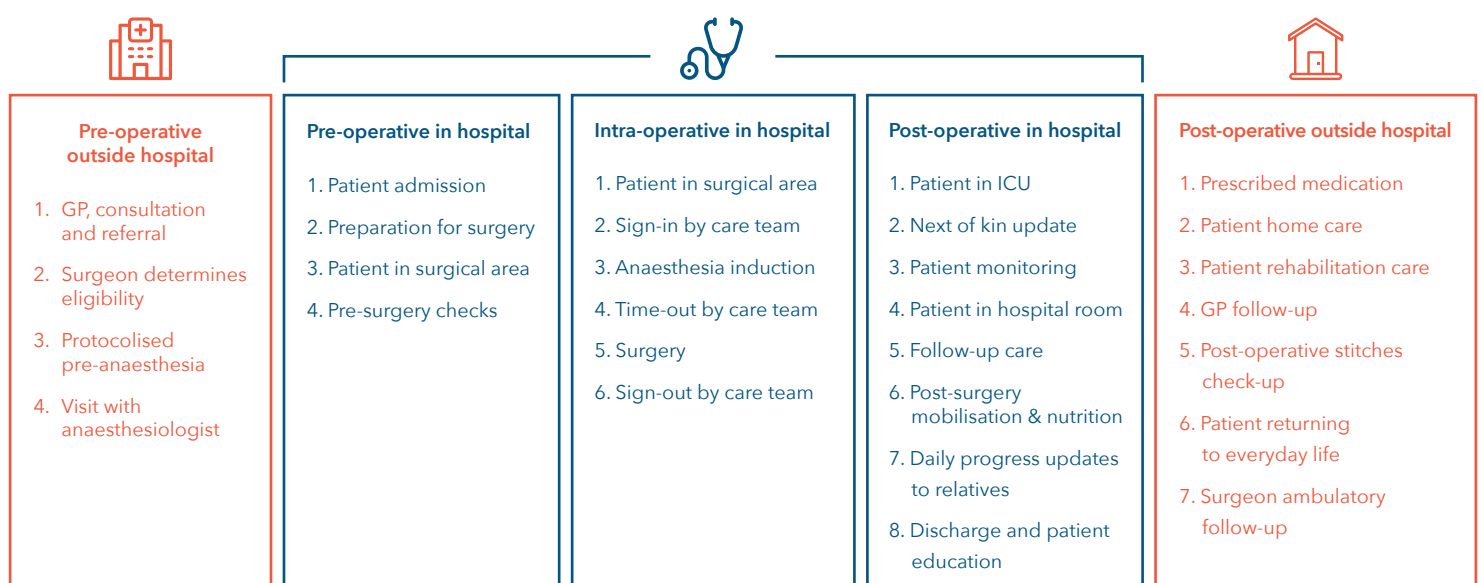 Pre-operative
outside hospital
1. GP, consultation
and referral
2. Surgeon determines
eligibility
3. Protocolised
pre-anaesthesia
4. Visit with
anaesthesiologist
Pre-operative in hospital
1. Patient admission
2. Preparation for surgery
3. Patient in surgical area
4. Pre-surgery checks
Intra-operative in hospital
1. Patient in surgical area
2. Sign-in by care team
3. Anaesthesia induction
4. Time-out by care team
5. Surgery
6. Sign-out by care team
Post-operative in hospital
1. Patient in ICU
2. Next of kin update
3. Patient monitoring
4. Patient in hospital room
5. Follow-up care
6. Post-surgery
mobilisation & nutrition
7. Daily progress updates
to relatives
8. Discharge and patient
education
Post-operative outside hospital
1. Prescribed medication
2. Patient home care
3. Patient rehabilitation care
4. GP follow-up
5. Post-operative stitches
check-up
6. Patient returning
to everyday life
7. Surgeon ambulatory
follow-up